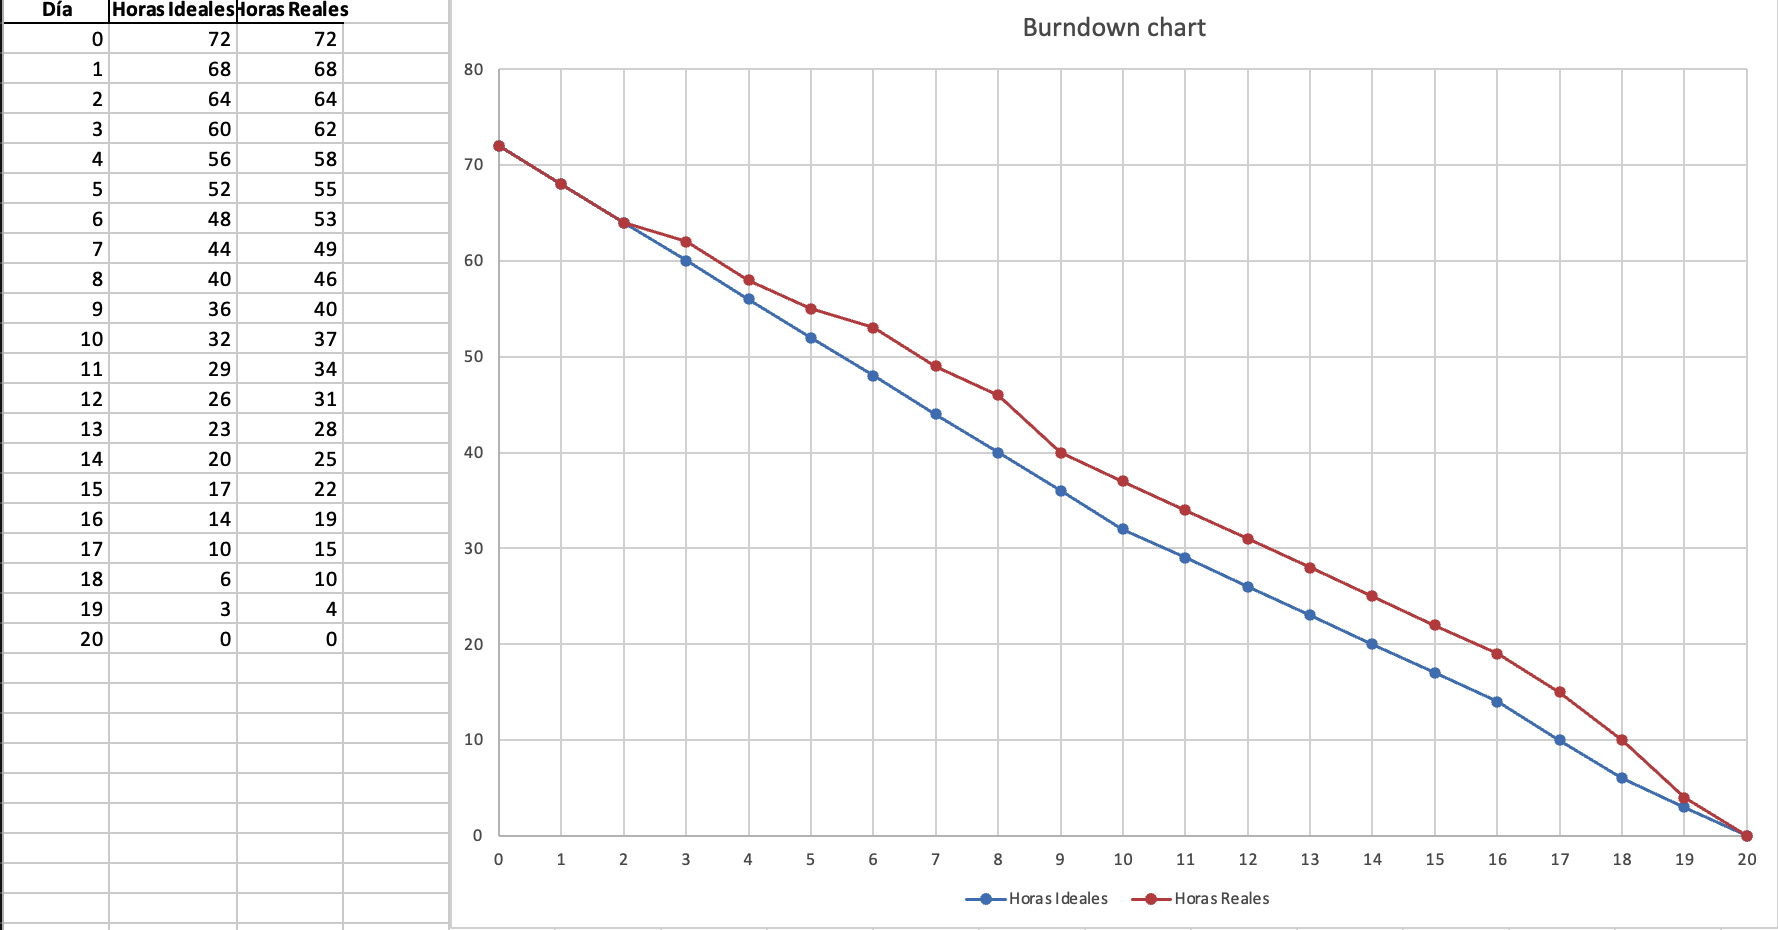 Día Horas Ideales Horas Reales
0 72 72
1 68 68
2 64 64
3 60 62
4 56 58
5 52 55
6 48 53
7 44 49
8 40 46
9 36 40
10 32 37
11 29 34
12 26 31
13 23 28
14 20 25
15 17 22
16 14 19
17 10 15
18 6 10
19 3 4
20 0 0
Burndown chart
80
70
60
50
40
30
20
10
0
0 1 2 3 4 5 6 7 8 9 10 11 12 13 14 15 16 17 18 19 20
Horas Ideales Horas Reales